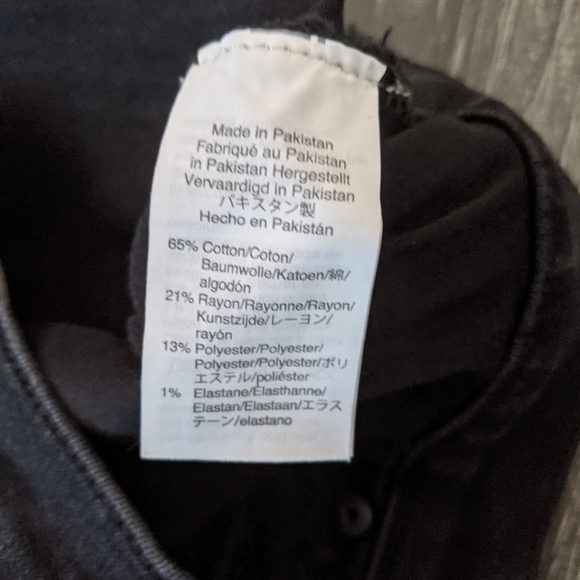 Made in Pakistan
Fabriqué au Pakistan
in Pakistan Hergestellt
Vervaardigd in Pakistan
パキスタン製
Hecho en Pakistán
65% Cotton/Coton/
Baumwolle/Katoen/綿/
algodón
21% Rayon/Rayonne/Rayon/
Kunstzijde/レーヨン/
rayón
13% Polyester/Polyester/
Polyester/Polyester/ポリ
エステル/poliéster
1% Elastane/Élasthanne/
Elastan/Elastaan/エラス
テーン/elastano